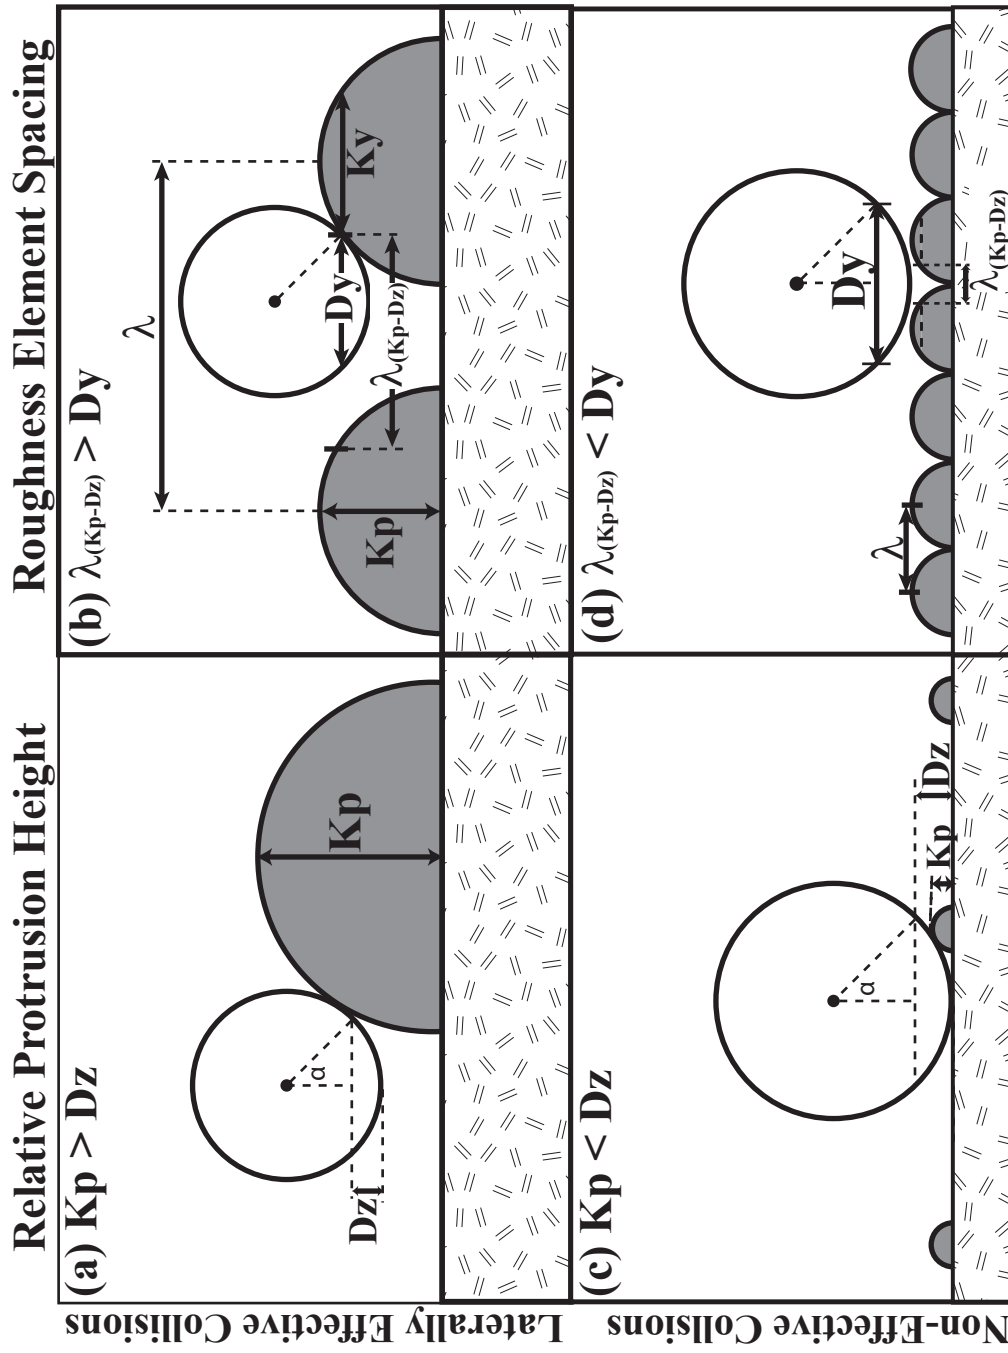 Relative Protrusion Height
Roughness Element Spacing
Laterally Effective Collisions
(a) Kp > Dz
Kp
Dz
α
(b) λ(Kp-Dz) > Dy
λ
Ky
Dy
λ(Kp-Dz)
Kp
Non-Effective Collsions
(c) Kp < Dz
α
Kp
Dz
(d) λ(Kp-Dz) < Dy
Dy
λ
λ(Kp-Dz)